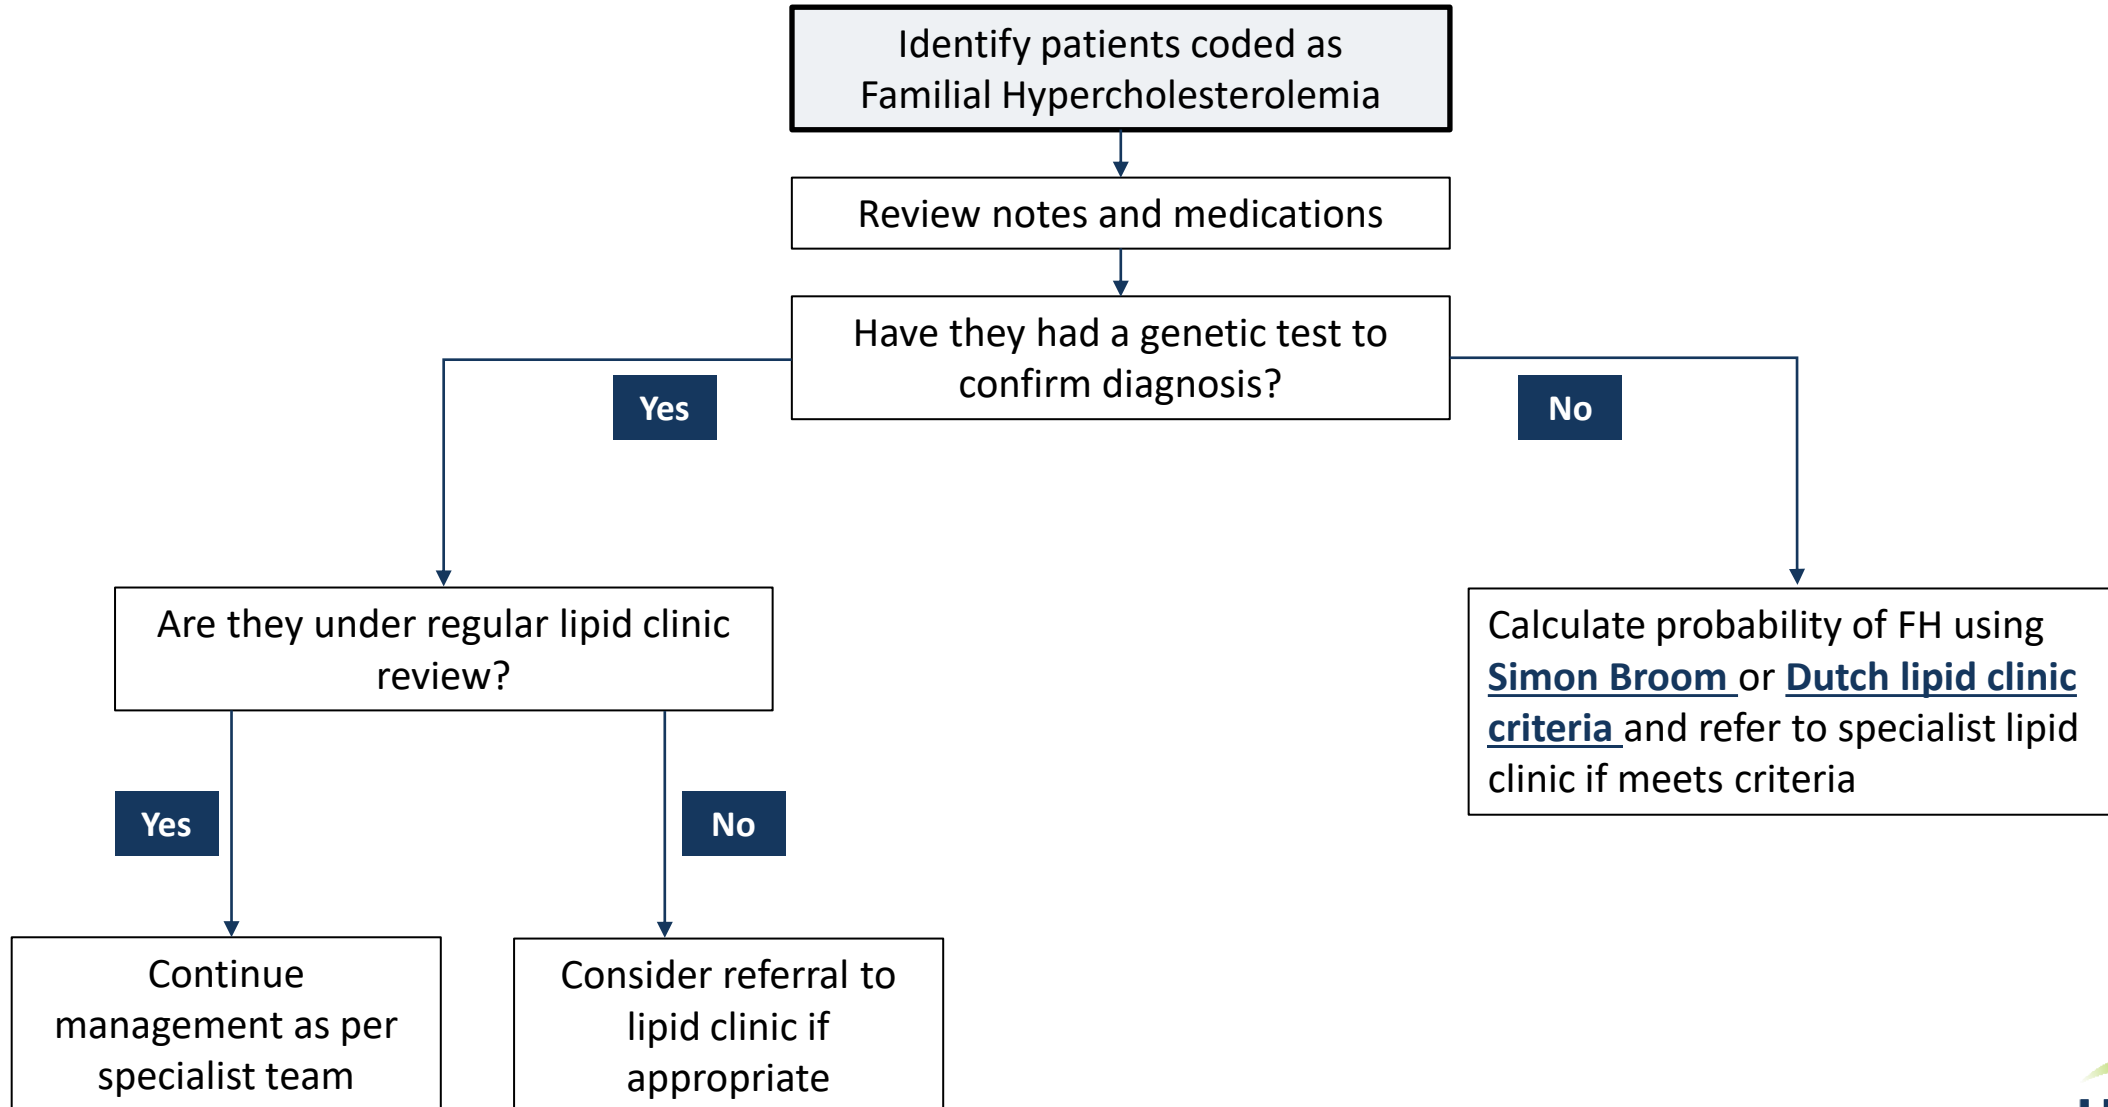 Identify patients coded as
Familial Hypercholesterolemia
Review notes and medications
Have they had a genetic test to
confirm diagnosis?
Yes
No
Are they under regular lipid clinic
review?
Calculate probability of FH using
Simon Broom or Dutch lipid clinic
criteria and refer to specialist lipid
clinic if meets criteria
Yes
No
Continue
management as per
specialist team
Consider referral to
lipid clinic if
appropriate